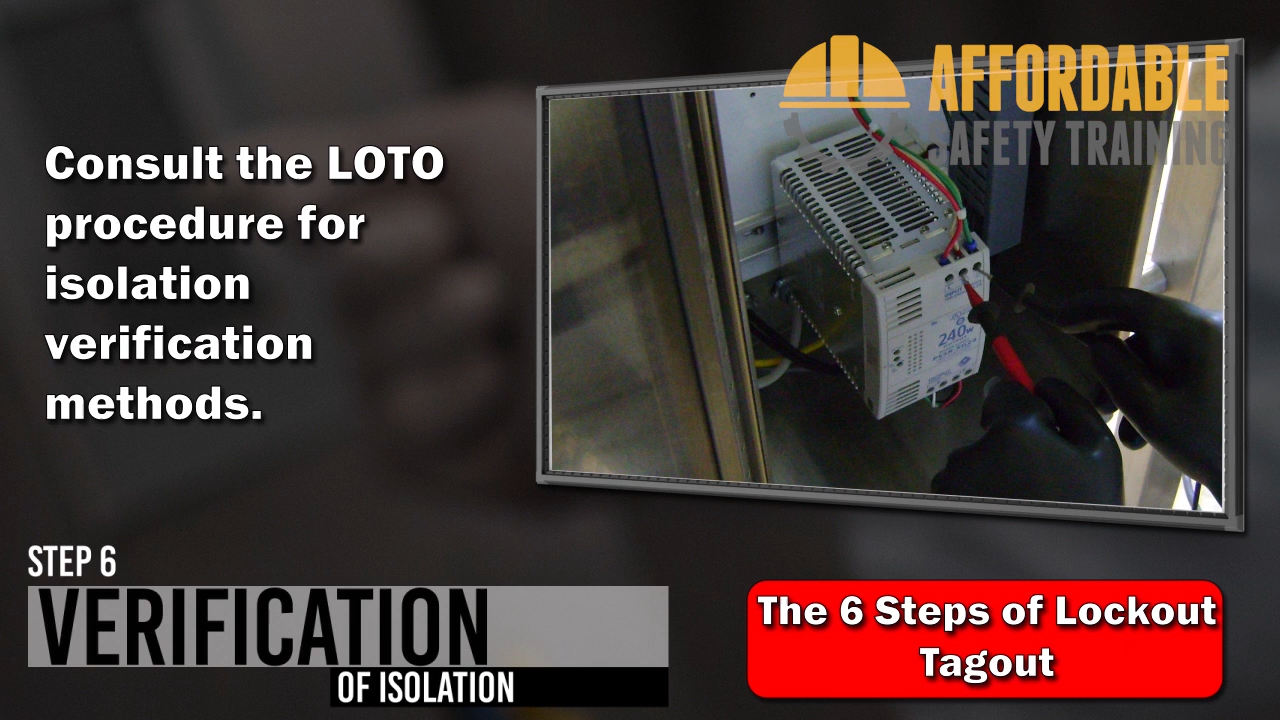 AFFORDABLE
SAFETY TRAINING
Consult the LOTO
procedure for
isolation
verification
methods.
240W
STEP 6
VERIFICATION
OF ISOLATION
The 6 Steps of Lockout
Tagout